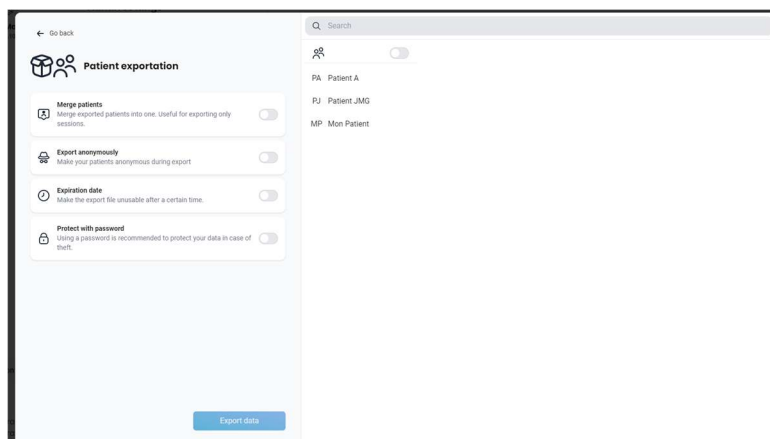 Go back
Patient exportation
Merge patients
Merge exported patients into one. Useful for exporting only
sessions.
Export anonymously
Make your patients anonymous during export
Expiration date
Make the export file unusable after a certain time.
Protect with password
Using a password is recommended to protect your data in case of
theft.
Export data
Search
PA Patient A
PJ Patient JMG
MP Mon Patient